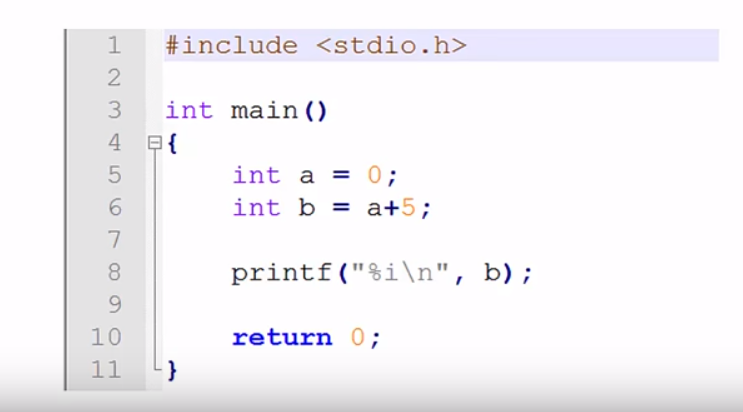 1 #include <stdio.h>
2
3 int main()
4 {
5 int a = 0;
6 int b = a+5;
7
8 printf("%i\n", b);
9
10 return 0;
11 }